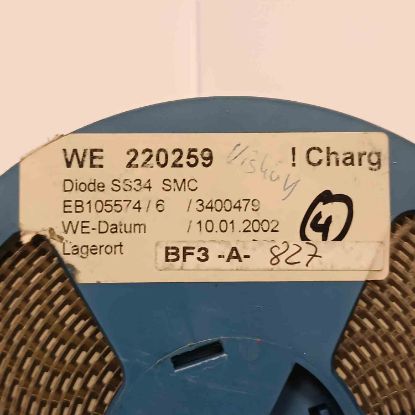 WE 220259 Vishay ! Charg
Diode SS34 SMC
EB105574 / 6 / 3400479
WE-Datum / 10.01.2002 (4)
Lagerort BF3 -A- 827